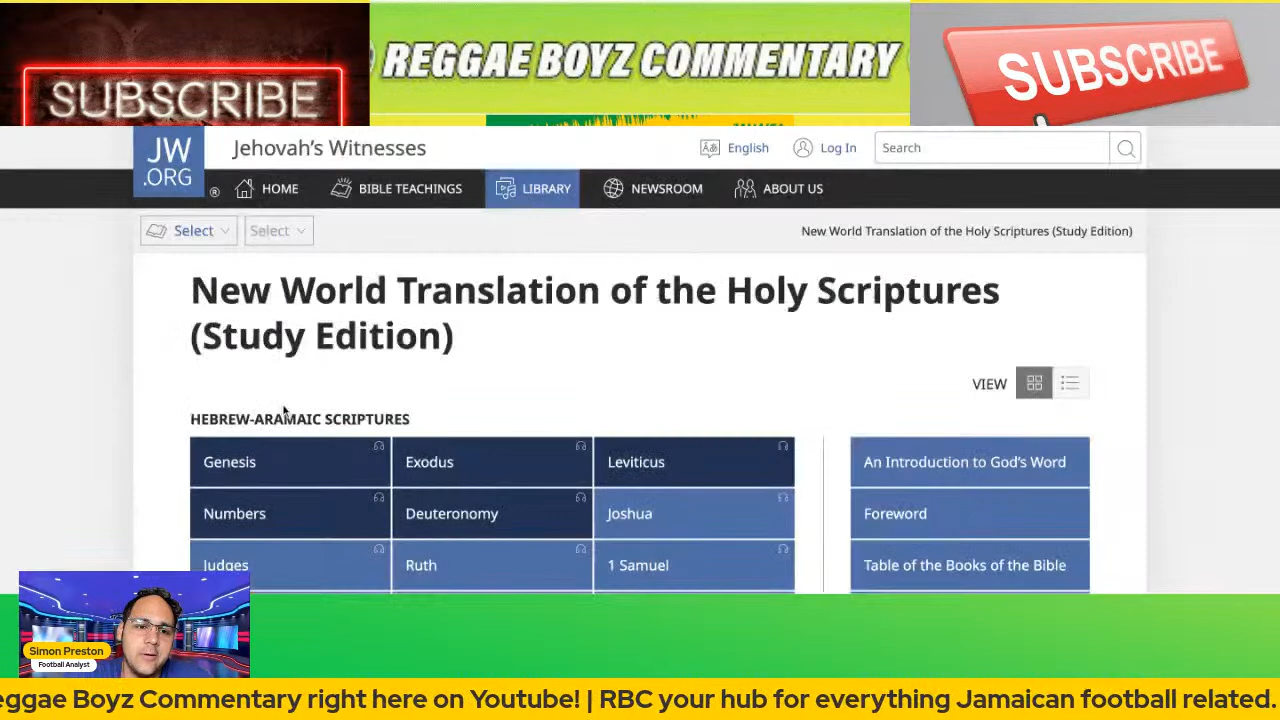 SUBSCRIBE
REGGAE BOYZ COMMENTARY
SUBSCRIBE
JW
.ORG
®
Jehovah's Witnesses
English
Log In
Search
HOME
BIBLE TEACHINGS
LIBRARY
NEWSROOM
ABOUT US
Select
Select
New World Translation of the Holy Scriptures (Study Edition)
New World Translation of the Holy Scriptures
(Study Edition)
VIEW
HEBREW-ARAMAIC SCRIPTURES
Genesis
Exodus
Leviticus
An Introduction to God's Word
Numbers
Deuteronomy
Joshua
Foreword
Judges
Ruth
1 Samuel
Table of the Books of the Bible
Simon Preston
Football Analyst
eggae Boyz Commentary right here on Youtube! | RBC your hub for everything Jamaican football related.